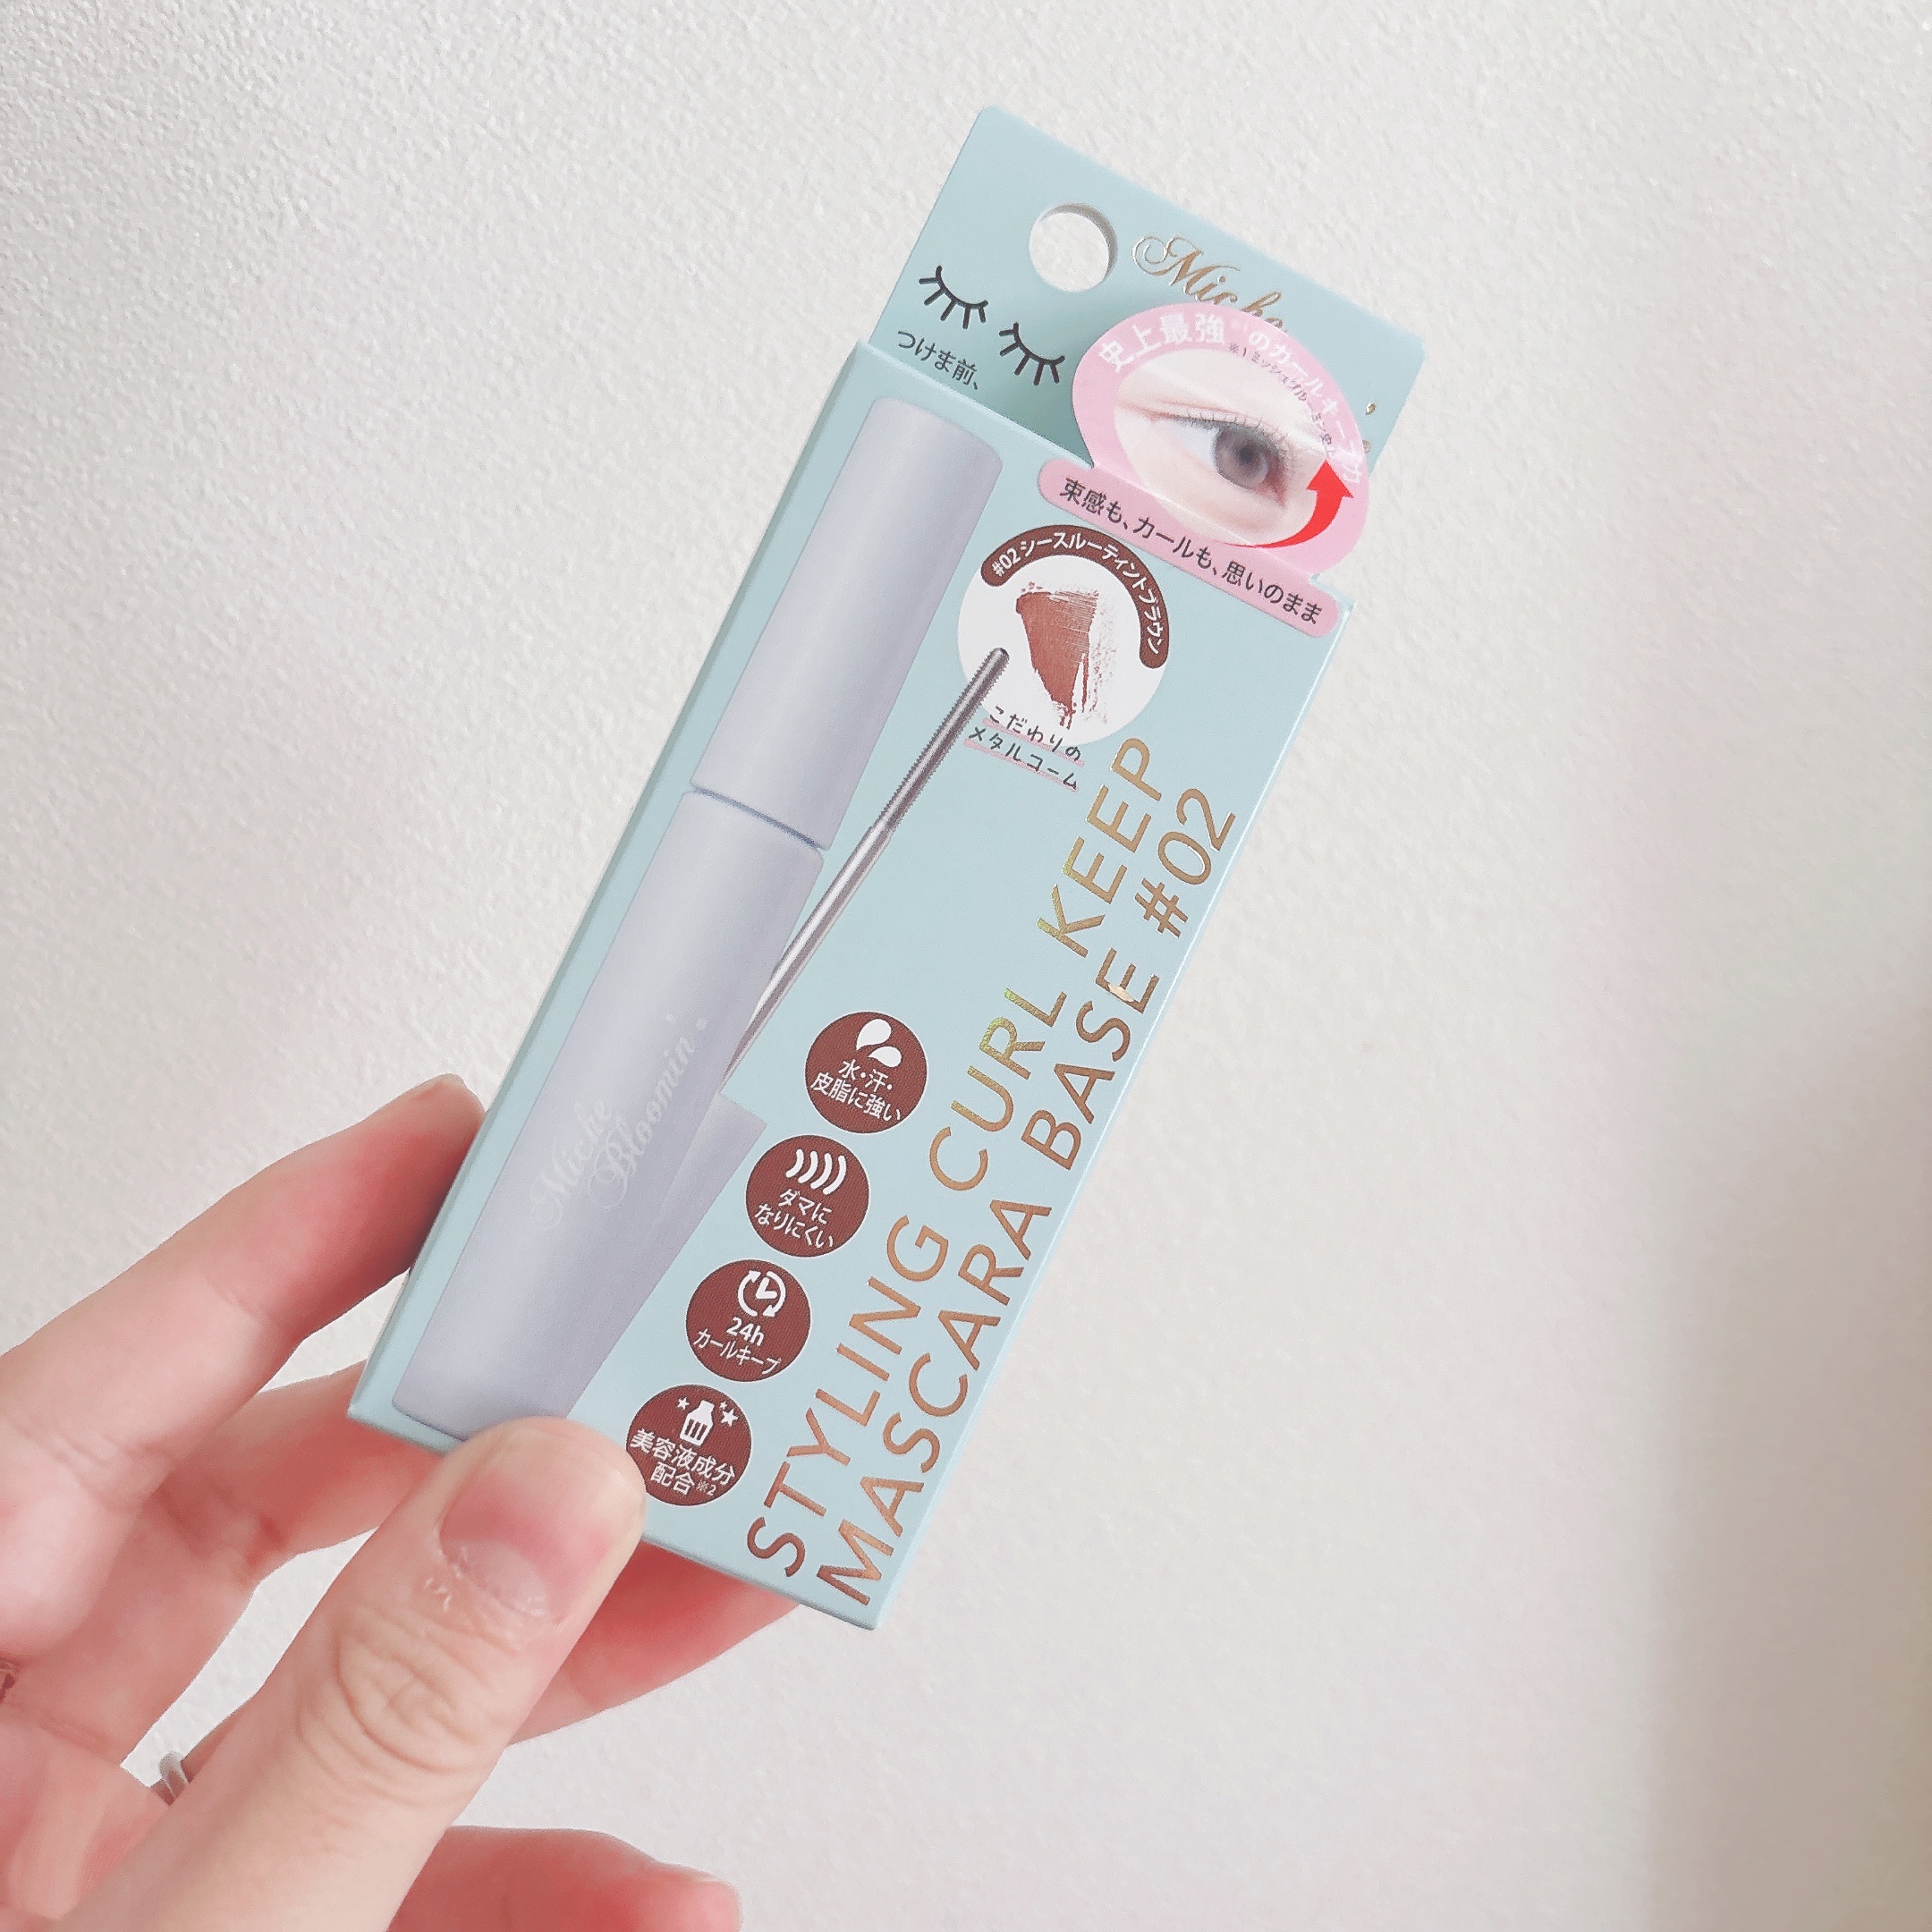 Miche
つけま前、
史上最強※1のカールキープ力
※1 ミッシュブルーミン史上
束感も、カールも、思いのまま
#02シースルーティントブラウン
こだわりの
メタルコーム
STYLING CURL KEEP
MASCARA BASE #02
水・汗・
皮脂に強い
ダマに
なりにくい
24h
カールキープ
美容液成分
配合※2
Miche
Bloomin'